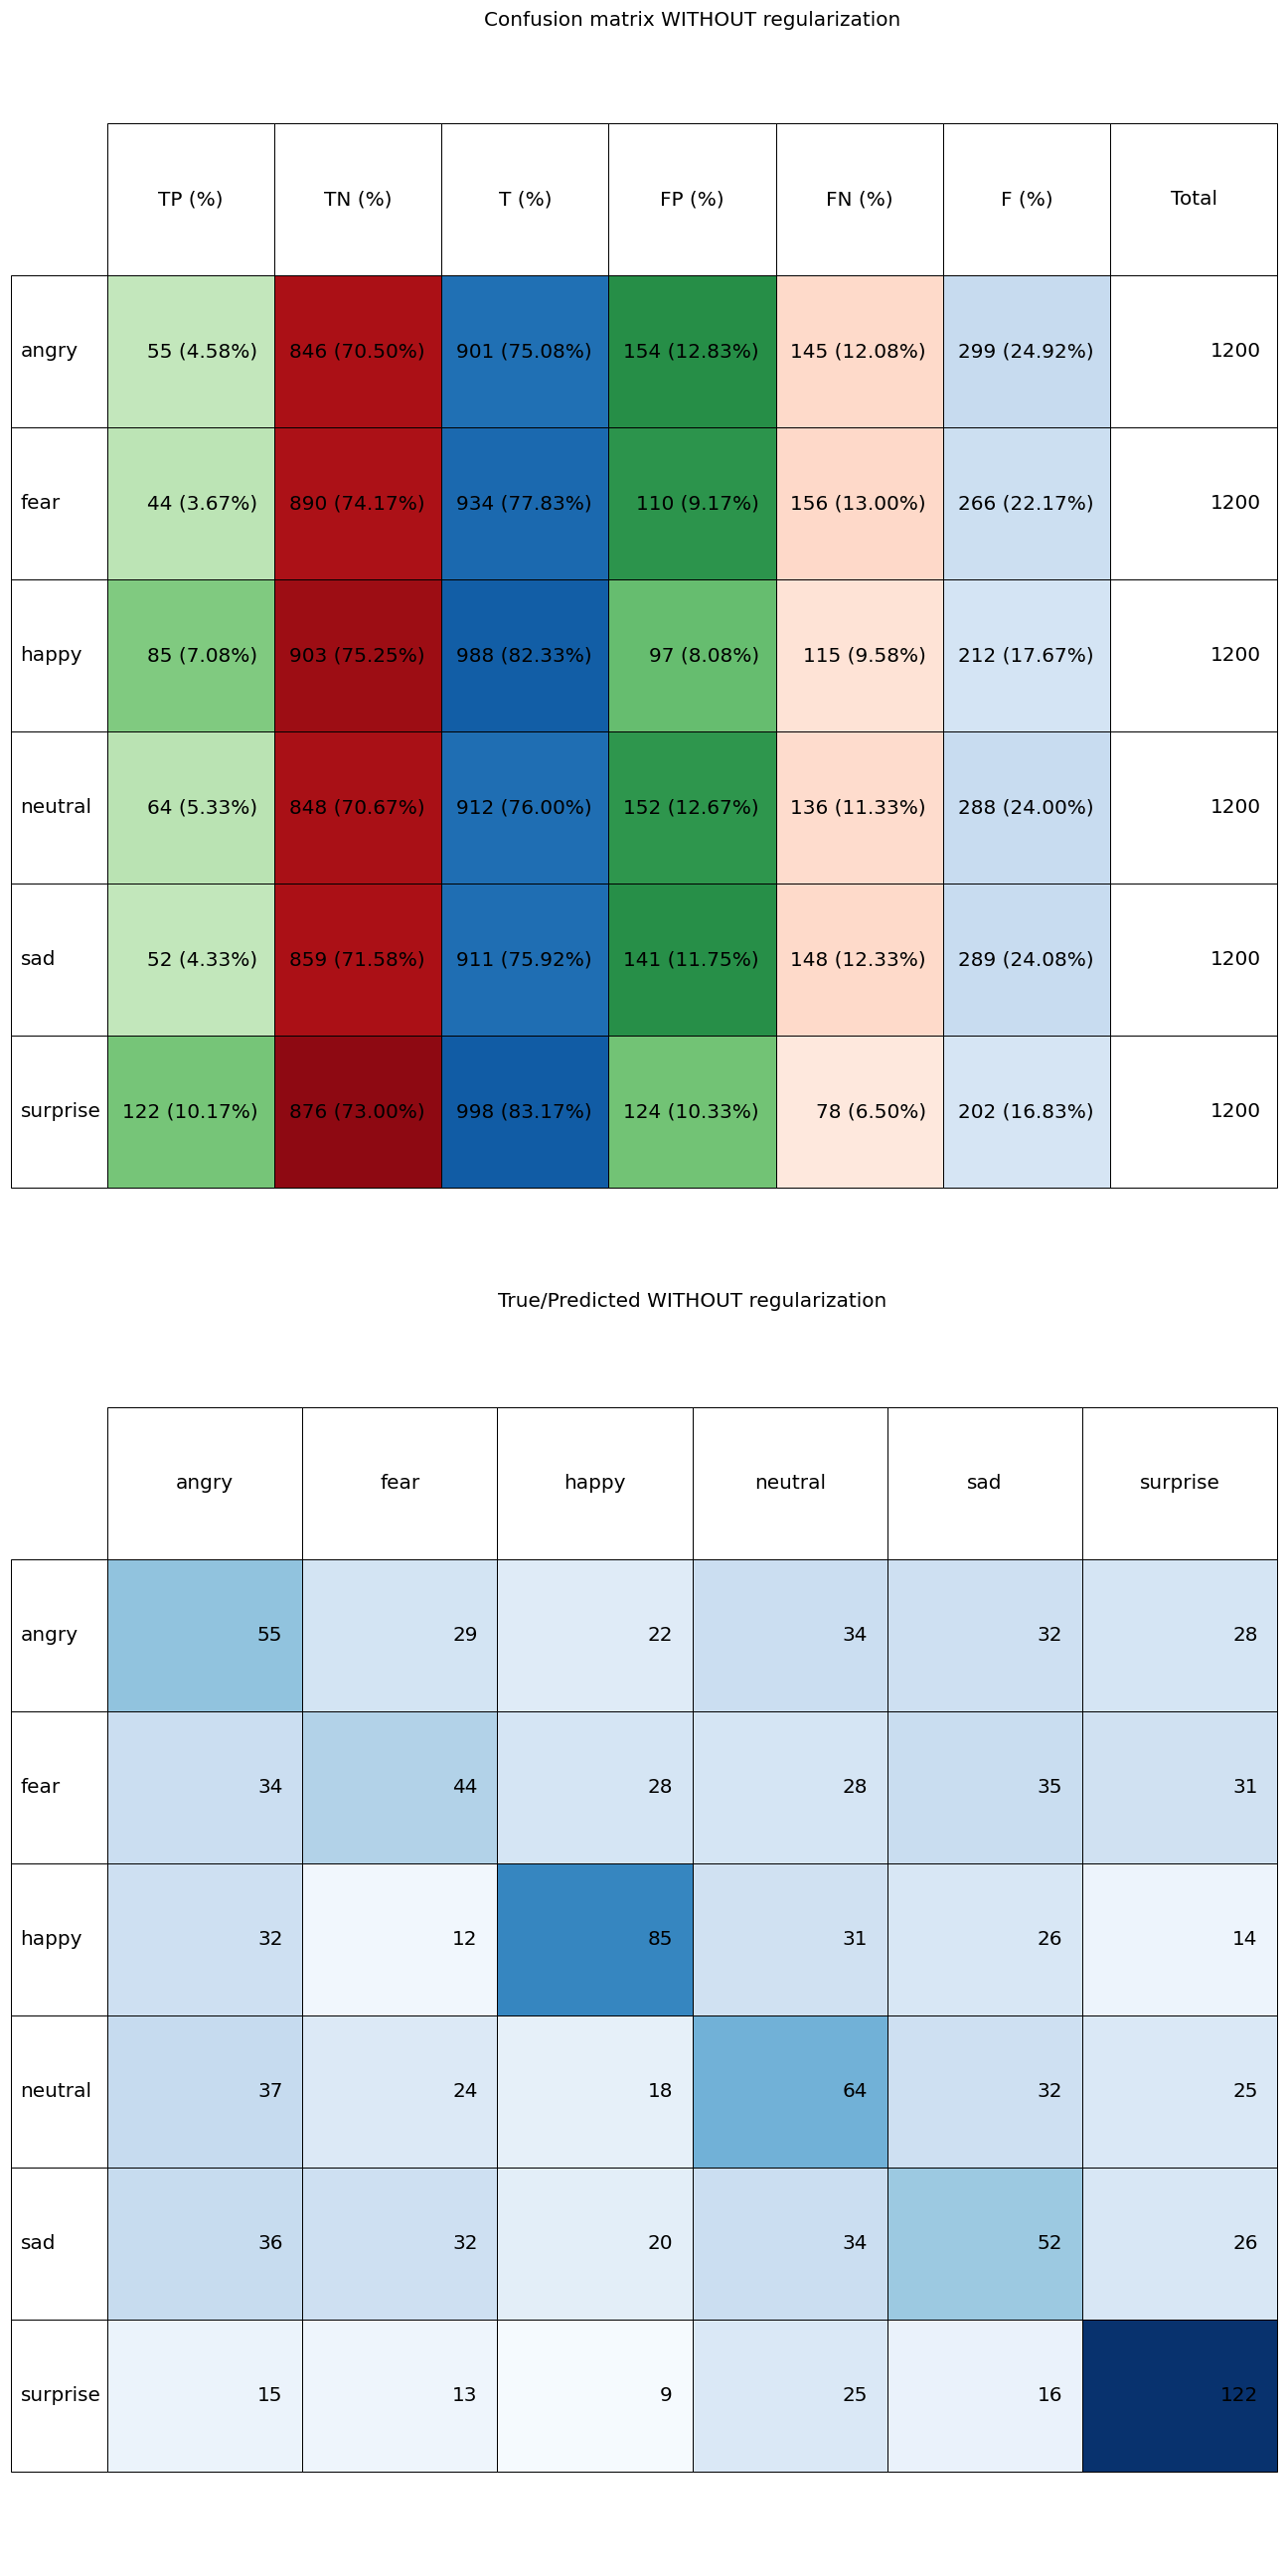 Confusion matrix WITHOUT regularization
TP (%) TN (%) T (%) FP (%) FN (%) F (%) Total
angry 55 (4.58%) 846 (70.50%) 901 (75.08%) 154 (12.83%) 145 (12.08%) 299 (24.92%) 1200
fear 44 (3.67%) 890 (74.17%) 934 (77.83%) 110 (9.17%) 156 (13.00%) 266 (22.17%) 1200
happy 85 (7.08%) 903 (75.25%) 988 (82.33%) 97 (8.08%) 115 (9.58%) 212 (17.67%) 1200
neutral 64 (5.33%) 848 (70.67%) 912 (76.00%) 152 (12.67%) 136 (11.33%) 288 (24.00%) 1200
sad 52 (4.33%) 859 (71.58%) 911 (75.92%) 141 (11.75%) 148 (12.33%) 289 (24.08%) 1200
surprise 122 (10.17%) 876 (73.00%) 998 (83.17%) 124 (10.33%) 78 (6.50%) 202 (16.83%) 1200
True/Predicted WITHOUT regularization
angry fear happy neutral sad surprise
angry 55 29 22 34 32 28
fear 34 44 28 28 35 31
happy 32 12 85 31 26 14
neutral 37 24 18 64 32 25
sad 36 32 20 34 52 26
surprise 15 13 9 25 16 122